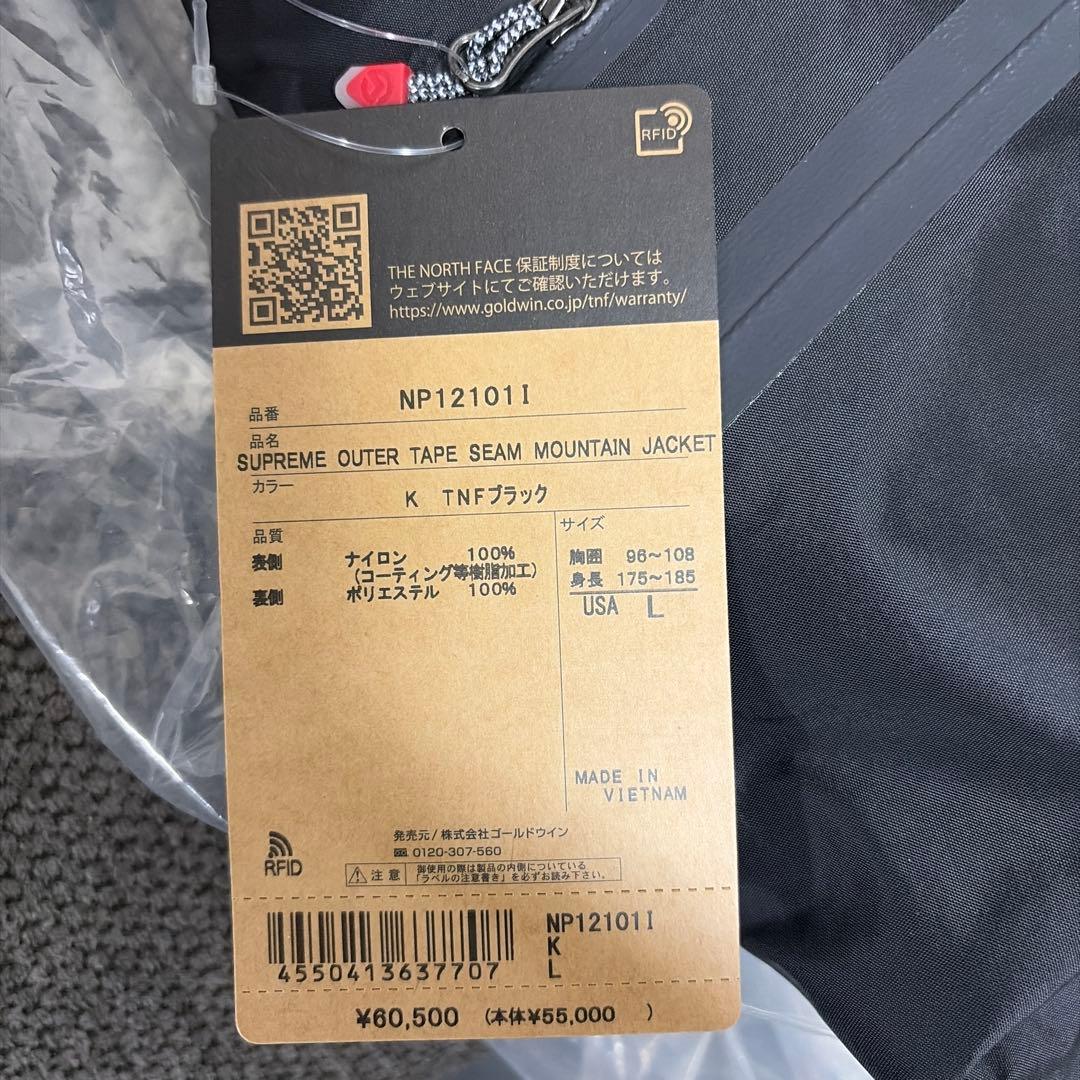 RFID
THE NORTH FACE 保証制度については
ウェブサイトにてご確認いただけます。
https://www.goldwin.co.jp/tnf/warranty/
品番 NP12101I
品名
SUPREME OUTER TAPE SEAM MOUNTAIN JACKET
カラー
K TNFブラック
品質
表側 ナイロン 100%
(コーティング等樹脂加工)
裏側 ポリエステル 100%
サイズ
胸囲 96～108
身長 175～185
USA L
MADE IN
VIETNAM
発売元/株式会社ゴールドウイン
0120-307-560
RFID
注意 御使用の際は製品の内側についている
「ラベルの注意書き」を必ずお読み下さい。
4550413637707
NP12101I
K
L
¥60,500 (本体¥55,000 )